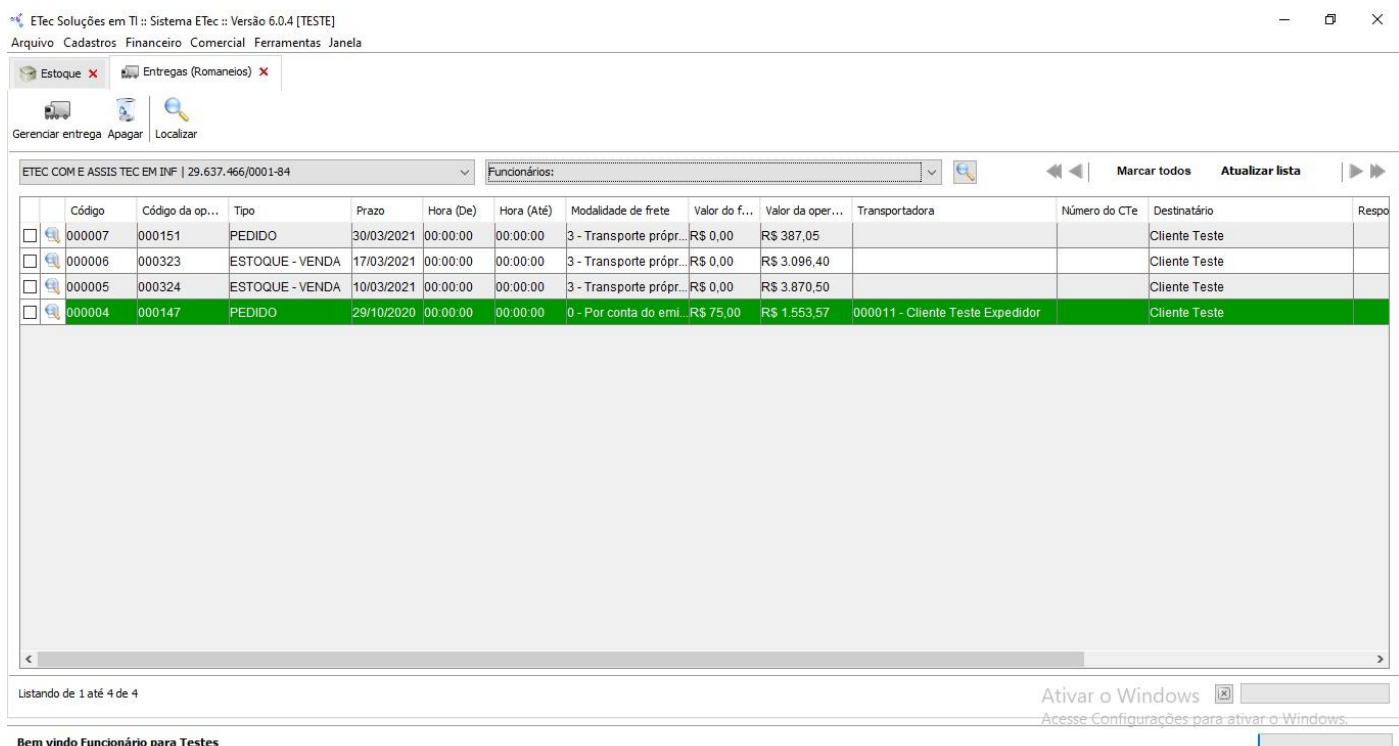 ETec Soluções em TI :: Sistema ETec :: Versão 6.0.4 [TESTE]
Arquivo Cadastros Financeiro Comercial Ferramentas Janela
Estoque Entregas (Romaneios)
Gerenciar entrega Apagar Localizar
ETEC COM E ASSIS TEC EM INF | 29.637.466/0001-84 Funcionários: Marcar todos Atualizar lista
Código Código da op... Tipo Prazo Hora (De) Hora (Até) Modalidade de frete Valor do f... Valor da oper... Transportadora Número do CTe Destinatário Respo
000007 000151 PEDIDO 30/03/2021 00:00:00 00:00:00 3 - Transporte própr... R$ 0,00 R$ 387,05 Cliente Teste
000006 000323 ESTOQUE - VENDA 17/03/2021 00:00:00 00:00:00 3 - Transporte própr... R$ 0,00 R$ 3.096,40 Cliente Teste
000005 000324 ESTOQUE - VENDA 10/03/2021 00:00:00 00:00:00 3 - Transporte própr... R$ 0,00 R$ 3.870,50 Cliente Teste
000004 000147 PEDIDO 29/10/2020 00:00:00 00:00:00 0 - Por conta do emi... R$ 75,00 R$ 1.553,57 000011 - Cliente Teste Expedidor Cliente Teste
Listando de 1 até 4 de 4
Ativar o Windows
Acesse Configurações para ativar o Windows.
Bem vindo Funcionário para Testes